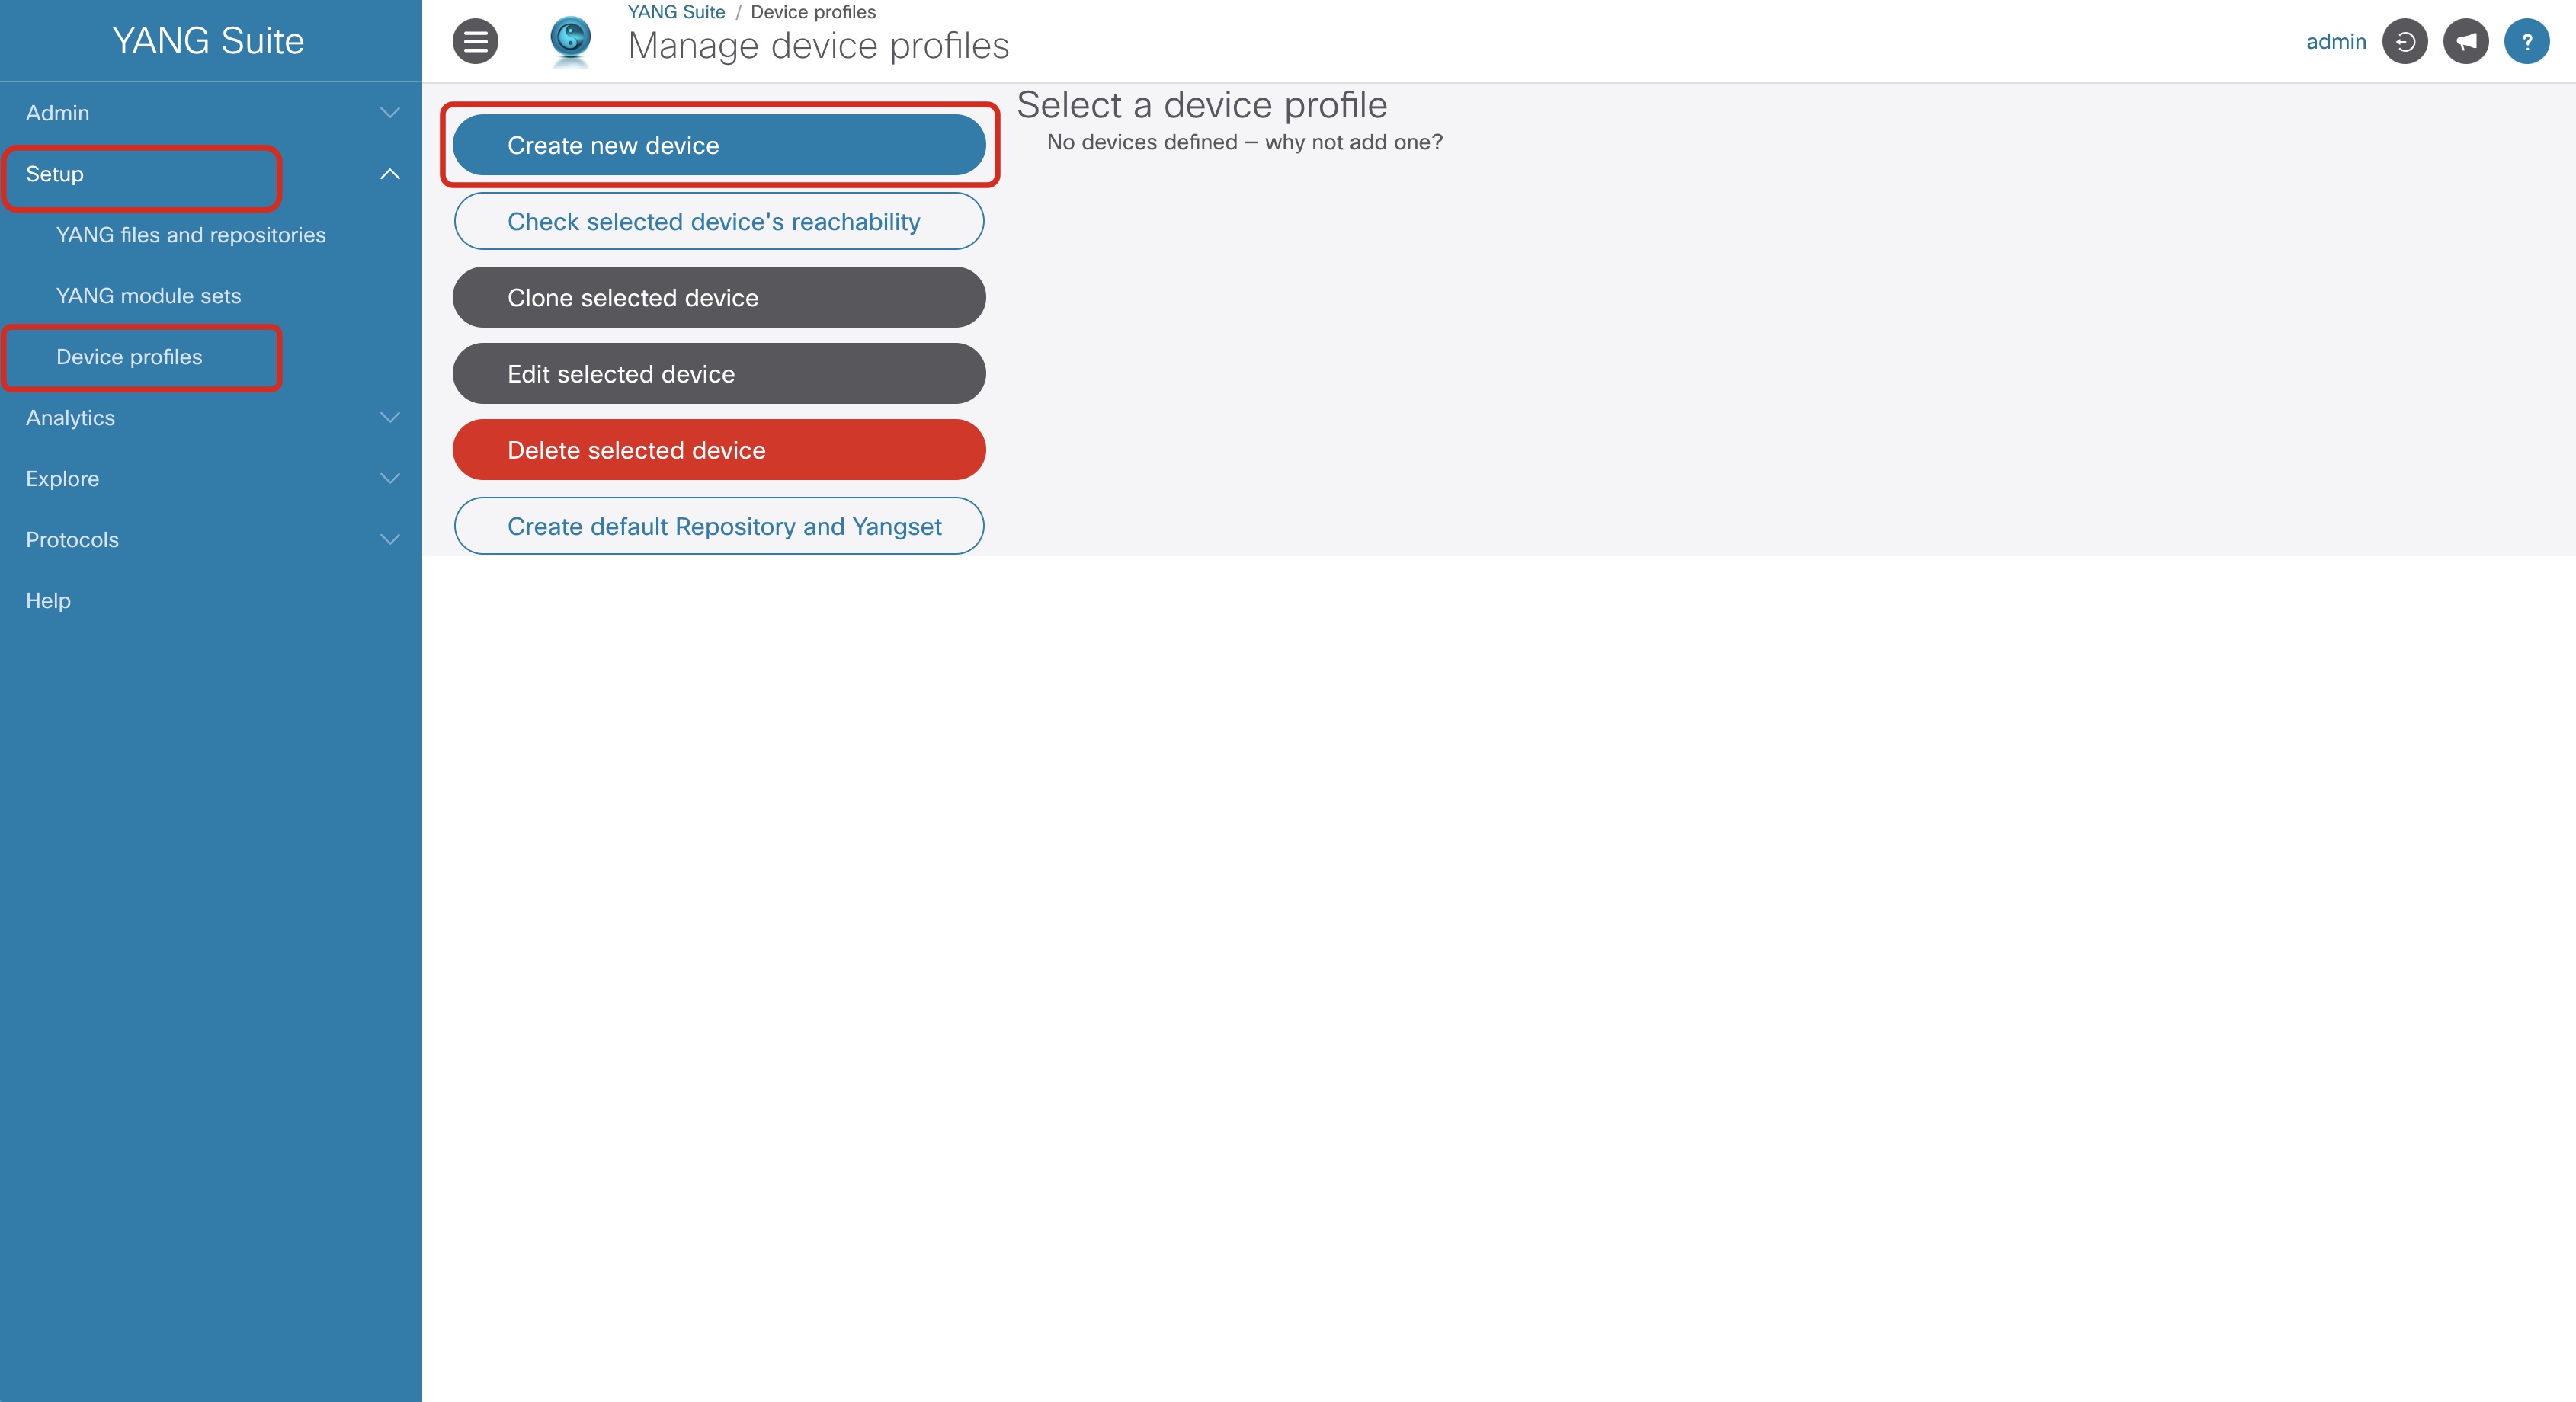 YANG Suite
Admin
Setup
YANG files and repositories
YANG module sets
Device profiles
Analytics
Explore
Protocols
Help
YANG Suite / Device profiles
Manage device profiles
admin
?
Create new device
Check selected device's reachability
Clone selected device
Edit selected device
Delete selected device
Create default Repository and Yangset
Select a device profile
No devices defined — why not add one?